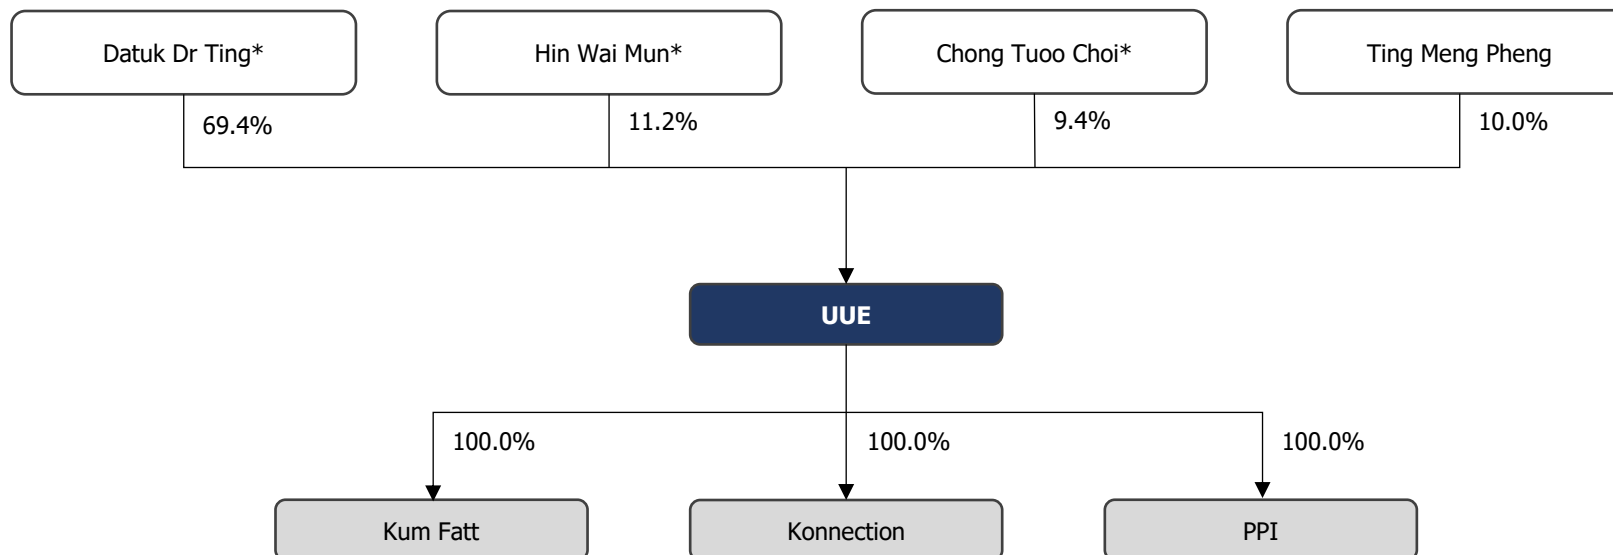 Datuk Dr Ting*
Hin Wai Mun*
Chong Tuoo Choi*
Ting Meng Pheng
69.4%
11.2%
9.4%
10.0%
UUE
100.0%
100.0%
100.0%
Kum Fatt
Konnection
PPI